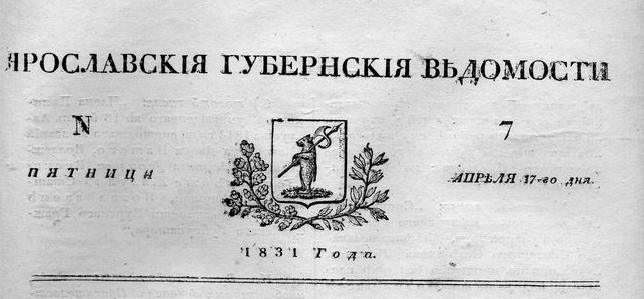 ЯРОСЛАВСКІЯ ГУБЕРНСКІЯ ВѢДОМОСТИ
N 7
ПЯТНИЦЫ АПРѢЛЯ 17-го дня.
1831 Года.